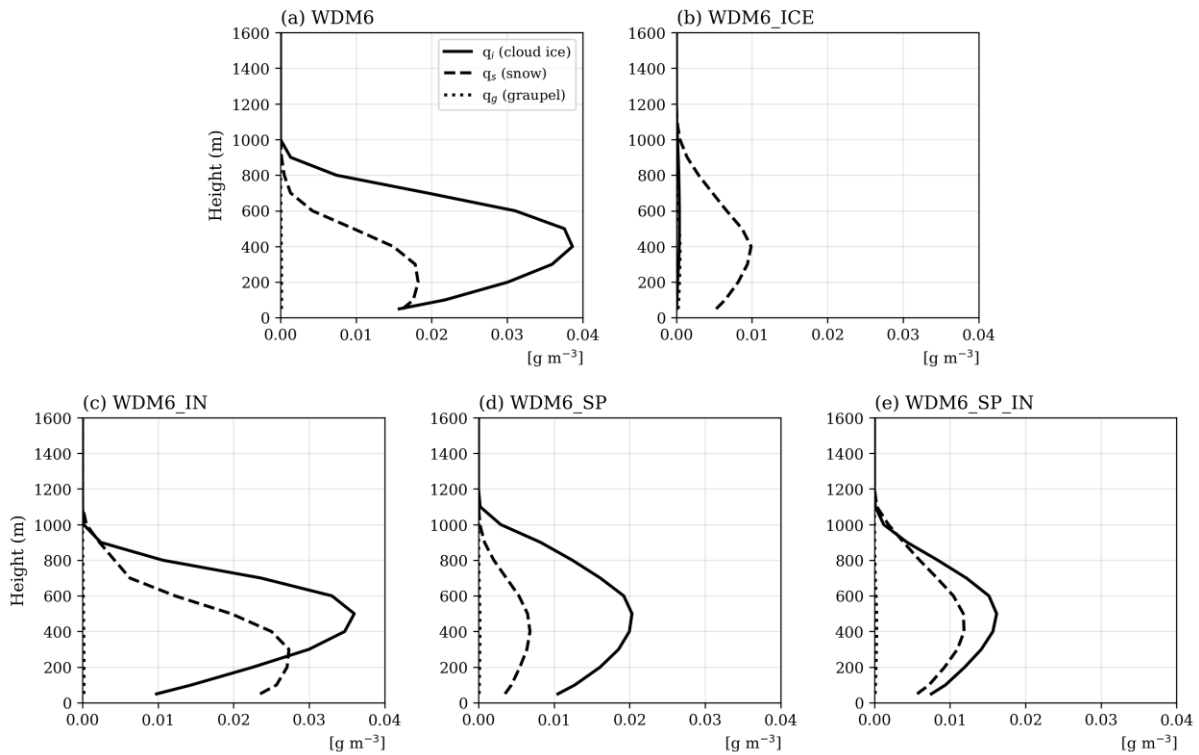 (a) WDM6
1600
1400
1200
1000
800
600
400
200
0
Height (m)
q_i (cloud ice)
q_s (snow)
q_g (graupel)
0.00 0.01 0.02 0.03 0.04
[g m⁻³]
(b) WDM6_ICE
1600
1400
1200
1000
800
600
400
200
0
0.00 0.01 0.02 0.03 0.04
[g m⁻³]
(c) WDM6_IN
1600
1400
1200
1000
800
600
400
200
0
Height (m)
0.00 0.01 0.02 0.03 0.04
[g m⁻³]
(d) WDM6_SP
1600
1400
1200
1000
800
600
400
200
0
0.00 0.01 0.02 0.03 0.04
[g m⁻³]
(e) WDM6_SP_IN
1600
1400
1200
1000
800
600
400
200
0
0.00 0.01 0.02 0.03 0.04
[g m⁻³]